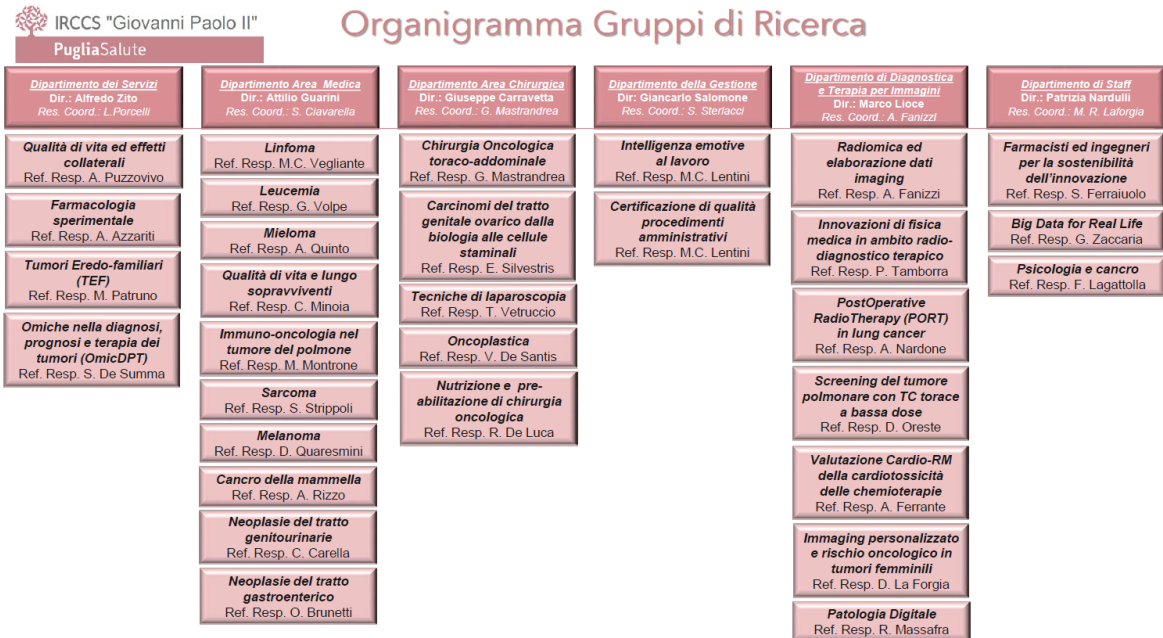 IRCCS "Giovanni Paolo II"
PugliaSalute
Organigramma Gruppi di Ricerca
Dipartimento dei Servizi
Dir.: Alfredo Zito
Res. Coord.: L.Porcelli
Qualità di vita ed effetti
collaterali
Ref. Resp. A. Puzzovivo
Farmacologia
sperimentale
Ref. Resp. A. Azzariti
Tumori Eredo-familiari
(TEF)
Ref. Resp. M. Patruno
Omiche nella diagnosi,
prognosi e terapia dei
tumori (OmicDPT)
Ref. Resp. S. De Summa
Dipartimento Area Medica
Dir.: Attilio Guarini
Res. Coord.: S. Ciavarella
Linfoma
Ref. Resp. M.C. Vegliante
Leucemia
Ref. Resp. G. Volpe
Mieloma
Ref. Resp. A. Quinto
Qualità di vita e lungo
sopravviventi
Ref. Resp. C. Minoia
Immuno-oncologia nel
tumore del polmone
Ref. Resp. M. Montrone
Sarcoma
Ref. Resp. S. Strippoli
Melanoma
Ref. Resp. D. Quaresmini
Cancro della mammella
Ref. Resp. A. Rizzo
Neoplasie del tratto
genitourinarie
Ref. Resp. C. Carella
Neoplasie del tratto
gastroenterico
Ref. Resp. O. Brunetti
Dipartimento Area Chirurgica
Dir.: Giuseppe Carravetta
Res. Coord.: G. Mastrandrea
Chirurgia Oncologica
toraco-addominale
Ref. Resp. G. Mastrandrea
Carcinomi del tratto
genitale ovarico dalla
biologia alle cellule
staminali
Ref. Resp. E. Silvestris
Tecniche di laparoscopia
Ref. Resp. T. Vetruccio
Oncoplastica
Ref. Resp. V. De Santis
Nutrizione e pre-
abilitazione di chirurgia
oncologica
Ref. Resp. R. De Luca
Dipartimento della Gestione
Dir: Giancarlo Salomone
Res. Coord.: S. Sterlacci
Intelligenza emotive
al lavoro
Ref. Resp. M.C. Lentini
Certificazione di qualità
procedimenti
amministrativi
Ref. Resp. M.C. Lentini
Dipartimento di Diagnostica
e Terapia per Immagini
Dir.: Marco Lioce
Res. Coord.: A. Fanizzi
Radiomica ed
elaborazione dati
imaging
Ref. Resp. A. Fanizzi
Innovazioni di fisica
medica in ambito radio-
diagnostico terapico
Ref. Resp. P. Tamborra
PostOperative
RadioTherapy (PORT)
in lung cancer
Ref. Resp. A. Nardone
Screening del tumore
polmonare con TC torace
a bassa dose
Ref. Resp. D. Oreste
Valutazione Cardio-RM
della cardiotossicità
delle chemioterapie
Ref. Resp. A. Ferrante
Immaging personalizzato
e rischio oncologico in
tumori femminili
Ref. Resp. D. La Forgia
Patologia Digitale
Ref. Resp. R. Massafra
Dipartimento di Staff
Dir.: Patrizia Nardulli
Res. Coord.: M. R. Laforgia
Farmacisti ed ingegneri
per la sostenibilità
dell'innovazione
Ref. Resp. S. Ferraiuolo
Big Data for Real Life
Ref. Resp. G. Zaccaria
Psicologia e cancro
Ref. Resp. F. Lagattolla